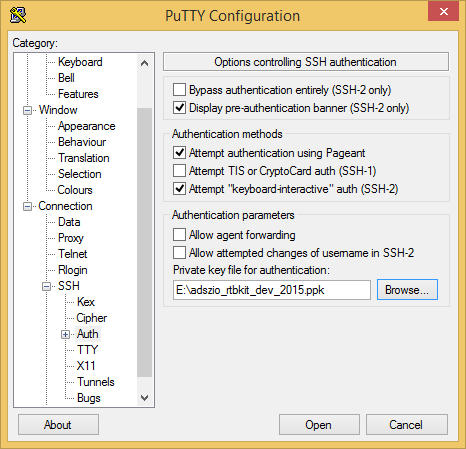 PuTTY Configuration
Category:
Keyboard
Bell
Features
Window
Appearance
Behaviour
Translation
Selection
Colours
Connection
Data
Proxy
Telnet
Rlogin
SSH
Kex
Cipher
Auth
TTY
X11
Tunnels
Bugs
Options controlling SSH authentication
Bypass authentication entirely (SSH-2 only)
Display pre-authentication banner (SSH-2 only)
Authentication methods
Attempt authentication using Pageant
Attempt TIS or CryptoCard auth (SSH-1)
Attempt "keyboard-interactive" auth (SSH-2)
Authentication parameters
Allow agent forwarding
Allow attempted changes of username in SSH-2
Private key file for authentication:
E:\adszio_rtbkit_dev_2015.ppk
Browse...
About
Open
Cancel